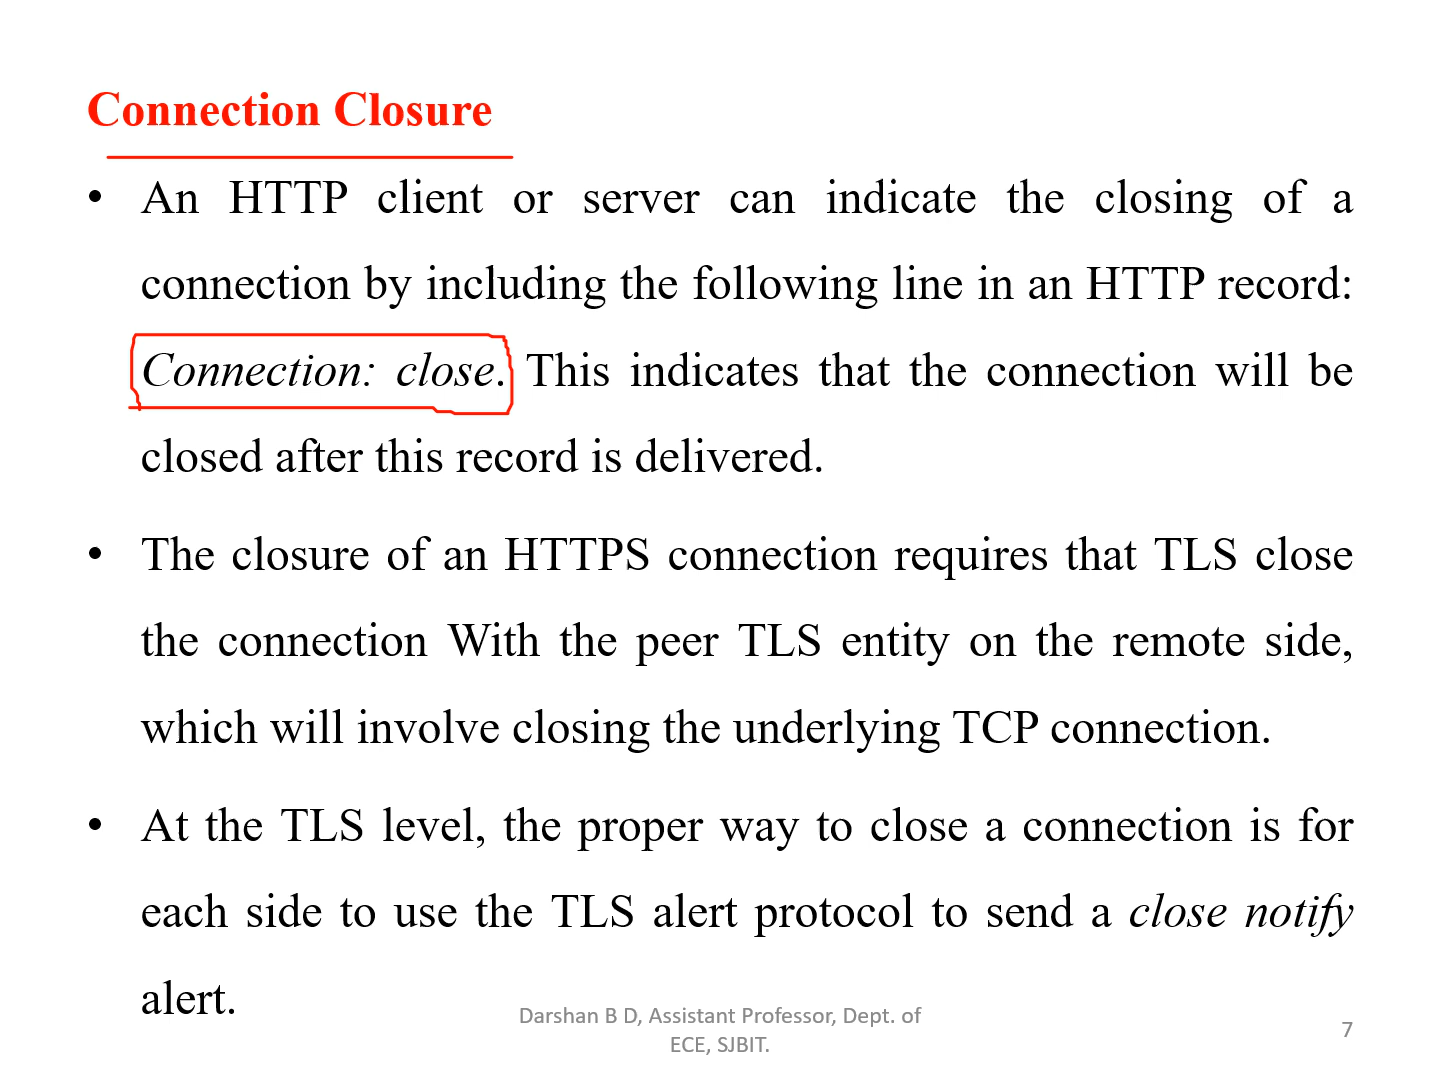 Connection Closure
• An HTTP client or server can indicate the closing of a
connection by including the following line in an HTTP record:
Connection: close. This indicates that the connection will be
closed after this record is delivered.
• The closure of an HTTPS connection requires that TLS close
the connection With the peer TLS entity on the remote side,
which will involve closing the underlying TCP connection.
• At the TLS level, the proper way to close a connection is for
each side to use the TLS alert protocol to send a close notify
alert.
Darshan B D, Assistant Professor, Dept. of
ECE, SJBIT.
7